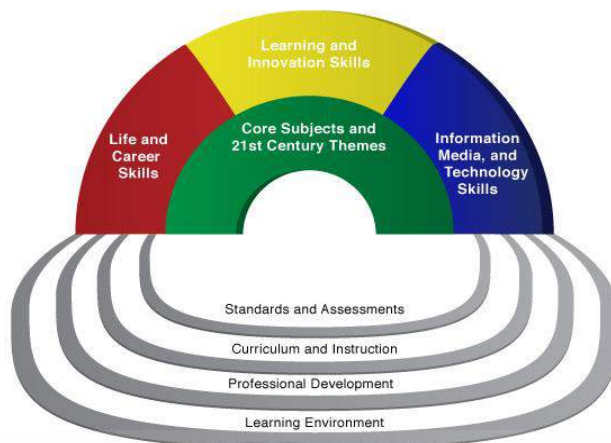 Learning and
Innovation Skills
Life and
Career
Skills
Core Subjects and
21st Century Themes
Information
Media, and
Technology
Skills
Standards and Assessments
Curriculum and Instruction
Professional Development
Learning Environment